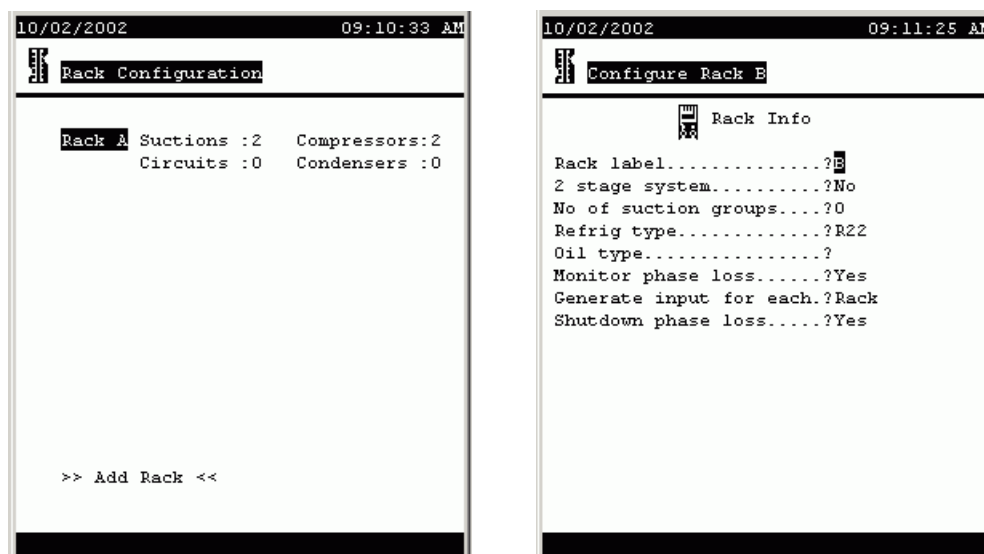 10/02/2002 09:10:33 AM
Rack Configuration
Rack A Suctions :2 Compressors:2
Circuits :0 Condensers :0
>> Add Rack <<
10/02/2002 09:11:25 AM
Configure Rack B
Rack Info
Rack label..............?B
2 stage system..........?No
No of suction groups....?0
Refrig type.............?R22
Oil type................?
Monitor phase loss......?Yes
Generate input for each.?Rack
Shutdown phase loss.....?Yes